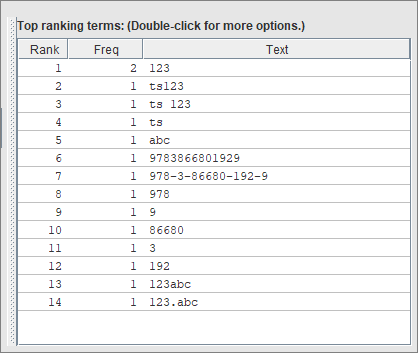 Top ranking terms: (Double-click for more options.)
Rank Freq Text
1 2 123
2 1 ts123
3 1 ts 123
4 1 ts
5 1 abc
6 1 9783866801929
7 1 978-3-86680-192-9
8 1 978
9 1 9
10 1 86680
11 1 3
12 1 192
13 1 123abc
14 1 123.abc